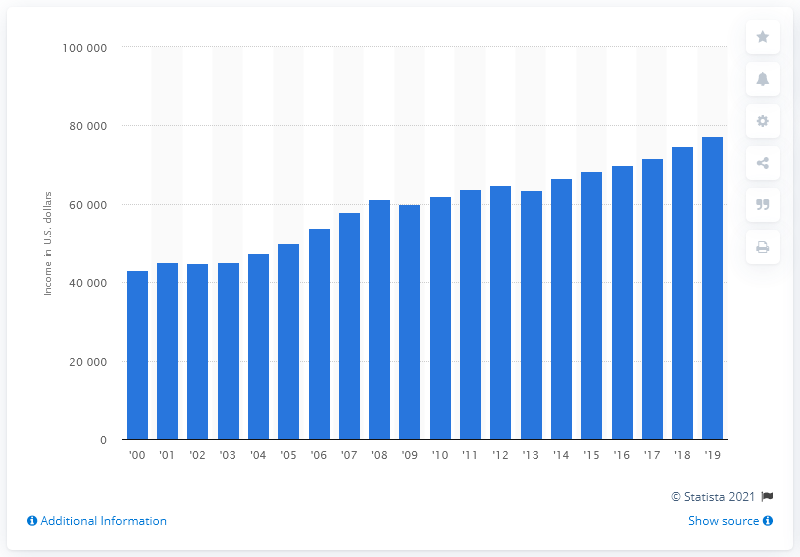 100 000
80 000
60 000
40 000
20 000
0
Income in U.S. dollars
'00 '01 '02 '03 '04 '05 '06 '07 '08 '09 '10 '11 '12 '13 '14 '15 '16 '17 '18 '19
© Statista 2021
Additional Information
Show source